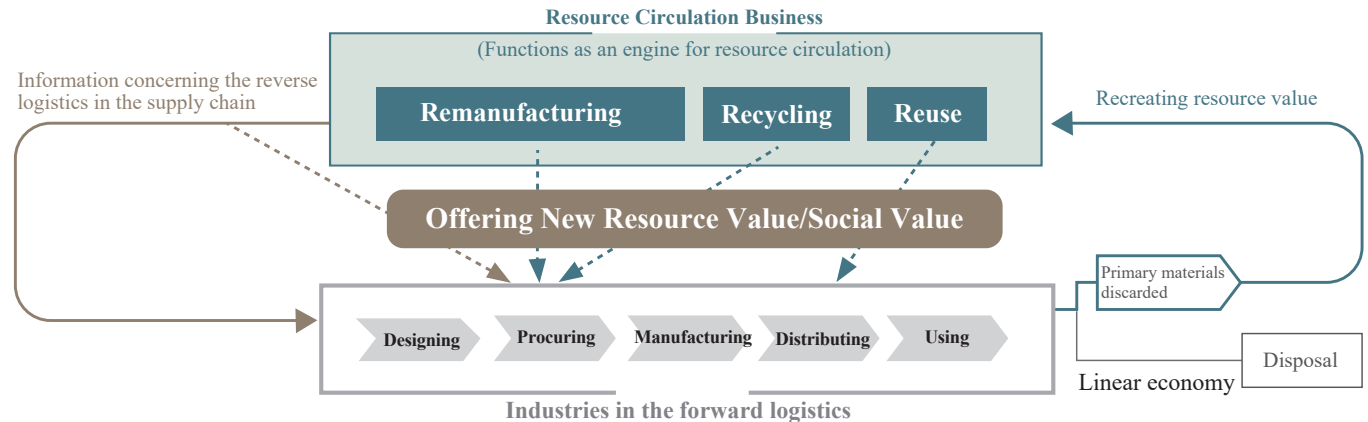 Resource Circulation Business
(Functions as an engine for resource circulation)
Information concerning the reverse
logistics in the supply chain
Remanufacturing
Recycling
Reuse
Recreating resource value
Offering New Resource Value/Social Value
Primary materials
discarded
Designing
Procuring
Manufacturing
Distributing
Using
Disposal
Linear economy
Industries in the forward logistics